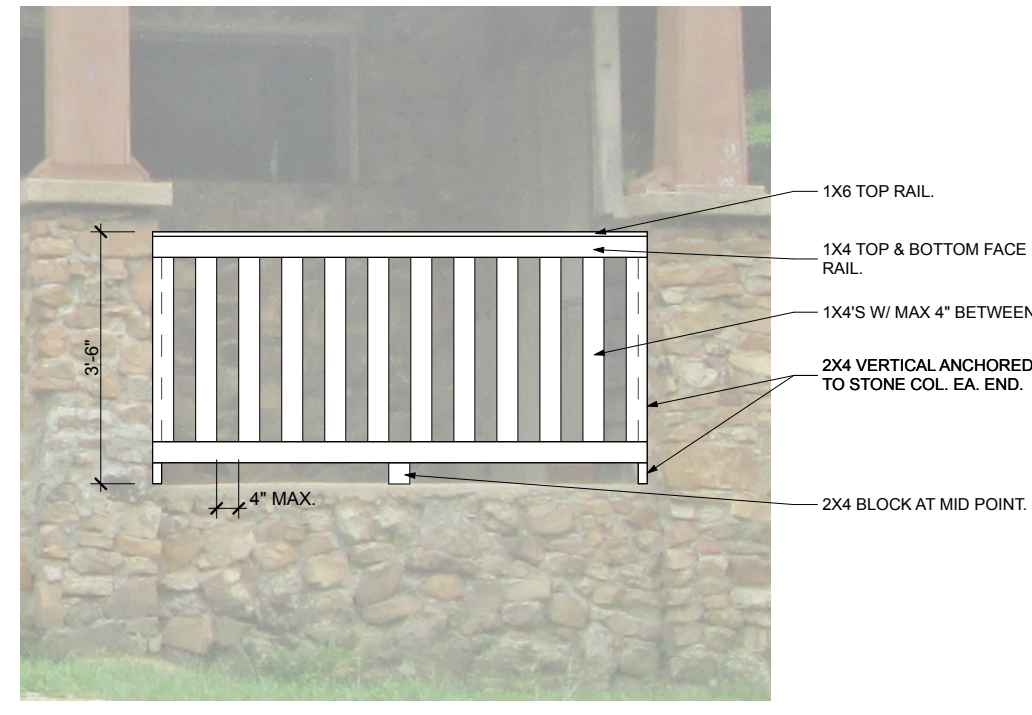 1X6 TOP RAIL.
1X4 TOP & BOTTOM FACE
RAIL.
1X4'S W/ MAX 4" BETWEEN
3'-6"
2X4 VERTICAL ANCHORED
TO STONE COL. EA. END.
4" MAX.
2X4 BLOCK AT MID POINT.